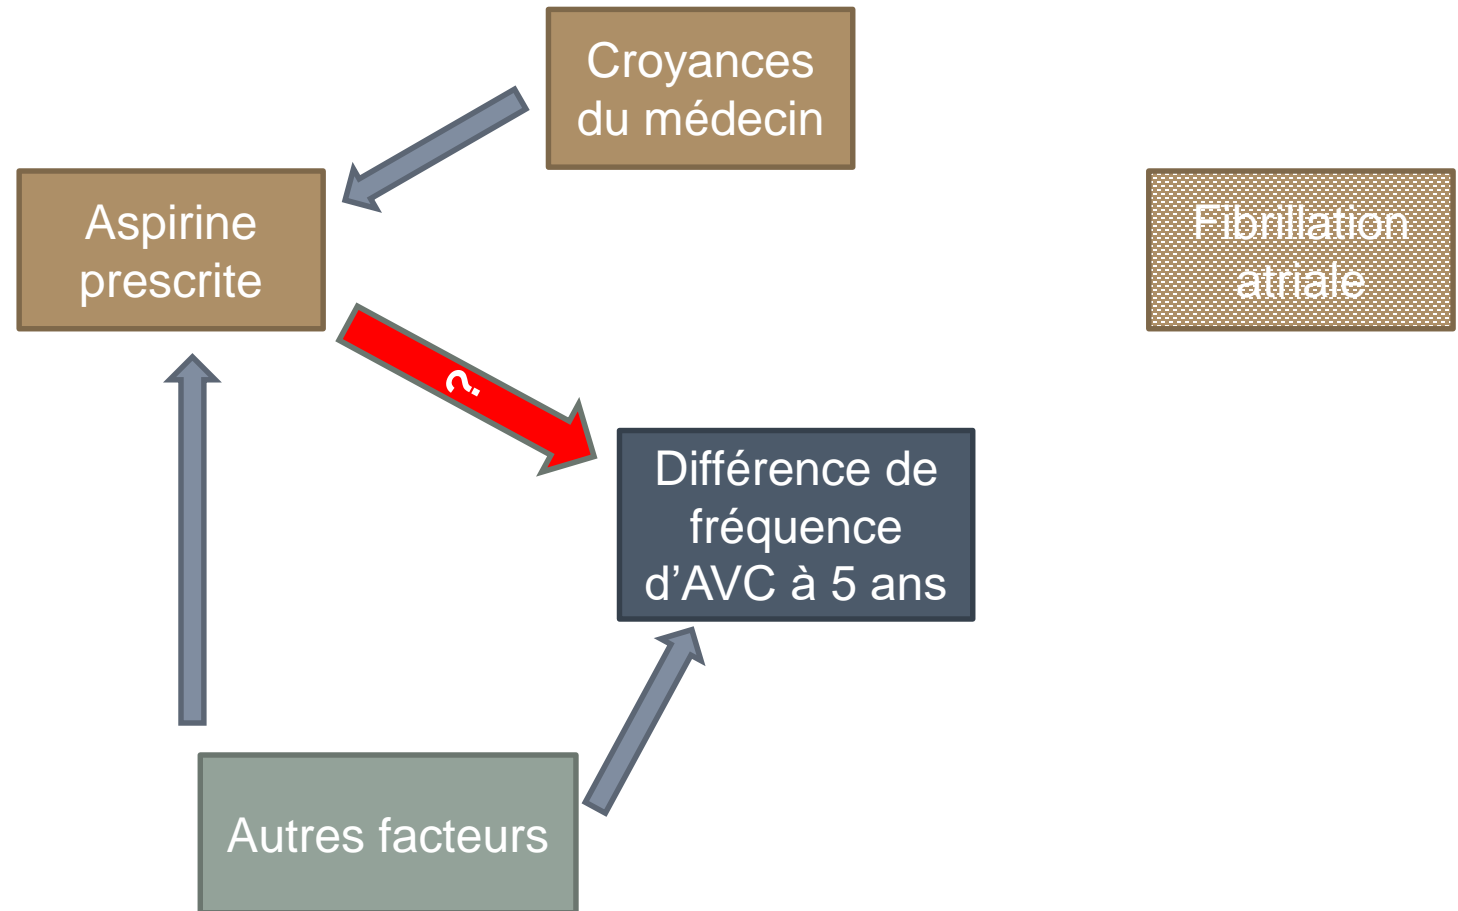 Croyances
du médecin
Aspirine
prescrite
Fibrillation
atriale
?
Différence de
fréquence
d’AVC à 5 ans
Autres facteurs